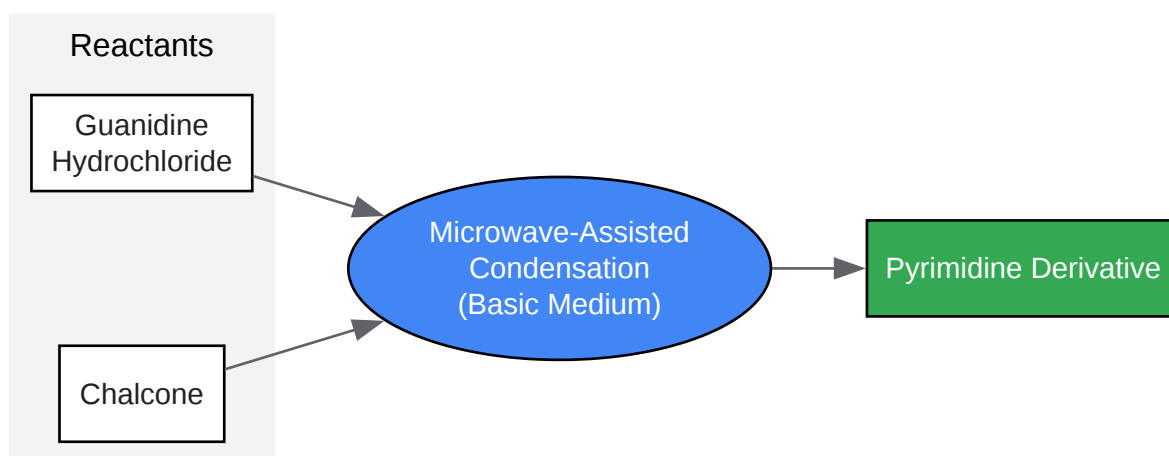 Reactants
Guanidine
Hydrochloride
Microwave-Assisted
Condensation
(Basic Medium)
Pyrimidine Derivative
Chalcone